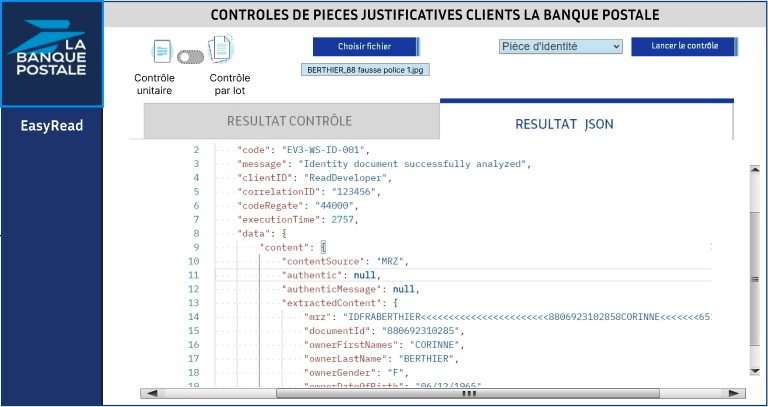 CONTROLES DE PIECES JUSTIFICATIVES CLIENTS LA BANQUE POSTALE
LA
BANQUE
POSTALE
EasyRead
Contrôle
unitaire
Contrôle
par lot
Choisir fichier
BERTHIER_88 fausse police 1.jpg
Pièce d'identité
Lancer le contrôle
RESULTAT CONTRÔLE
RESULTAT JSON
2 "code": "EV3-WS-ID-001",
3 "message": "Identity document successfully analyzed",
4 "clientID": "ReadDeveloper",
5 "correlationID": "123456",
6 "codeRegate": "44000",
7 "executionTime": 2757,
8 "data": {
9 "content": {
10 "contentSource": "MRZ",
11 "authentic": null,
12 "authenticMessage": null,
13 "extractedContent": {
14 "mrz": "IDFRABERTHIER<<<<<<<<<<<<<<<<<<<<<<<8806923102858CORINNE<<<<<<<65
15 "documentId": "880692310285",
16 "ownerFirstNames": "CORINNE",
17 "ownerLastName": "BERTHIER",
18 "ownerGender": "F",
19 "ownerDateOfBirth": "06/12/1965",